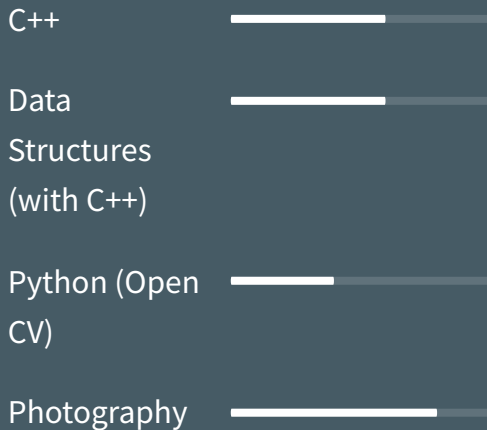 C++
Data
Structures
(with C++)
Python (Open
CV)
Photography